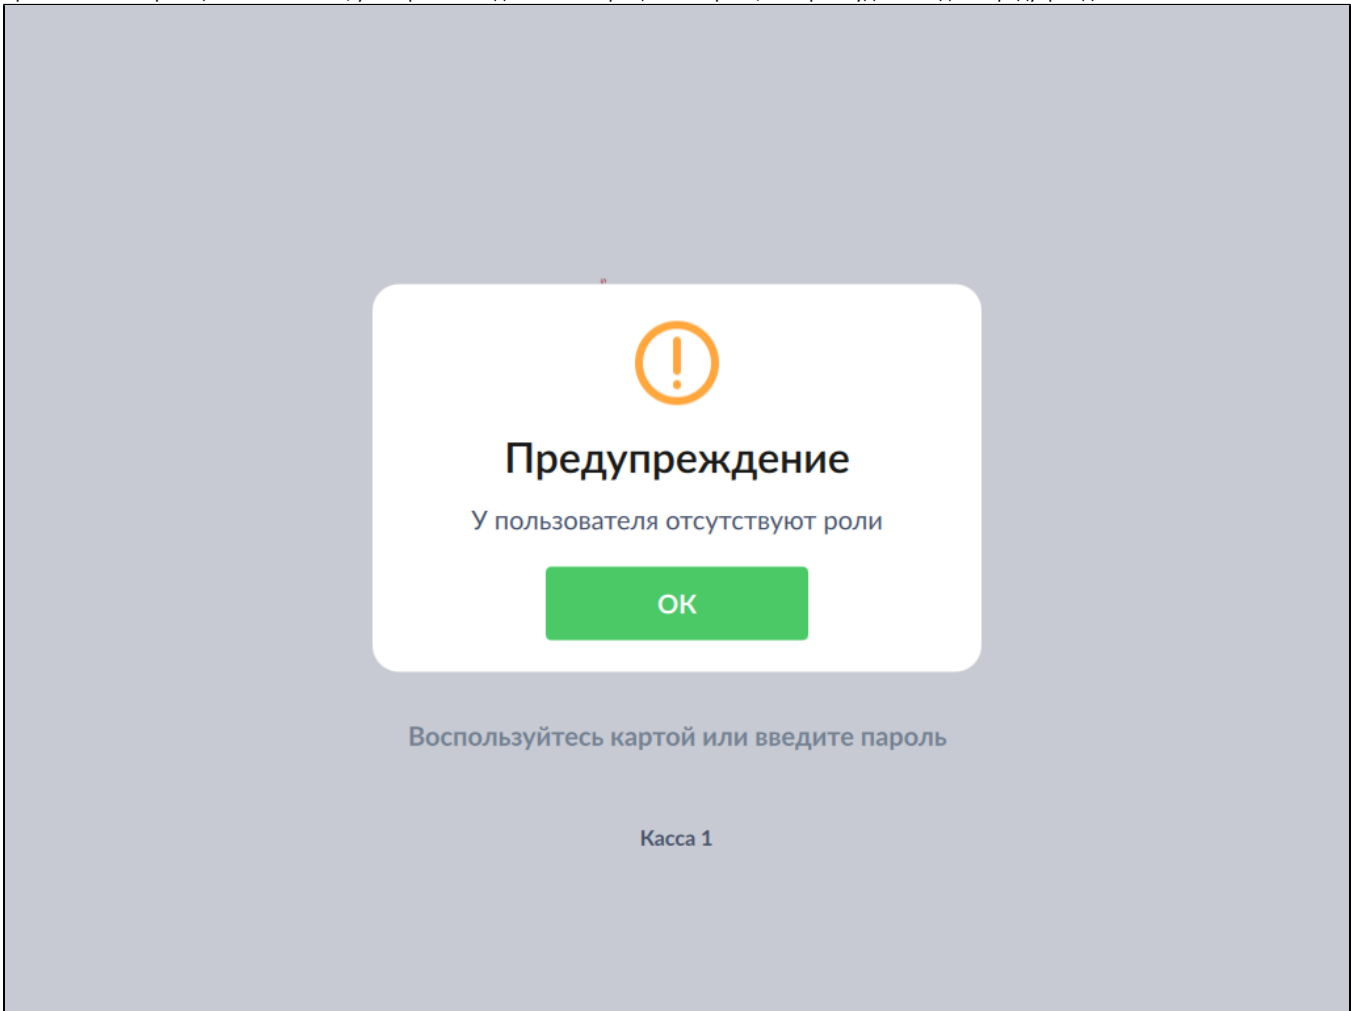 Предупреждение
У пользователя отсутствуют роли
ОК
Воспользуйтесь картой или введите пароль
Касса 1